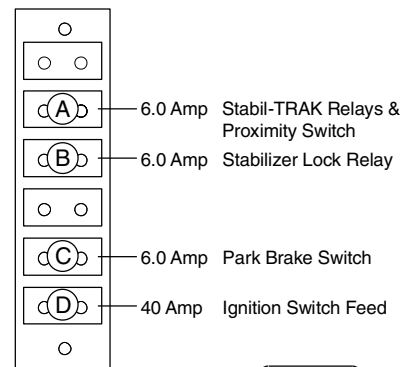 A 6.0 Amp Stabil-TRAK Relays &
Proximity Switch
B 6.0 Amp Stabilizer Lock Relay
C 6.0 Amp Park Brake Switch
D 40 Amp Ignition Switch Feed